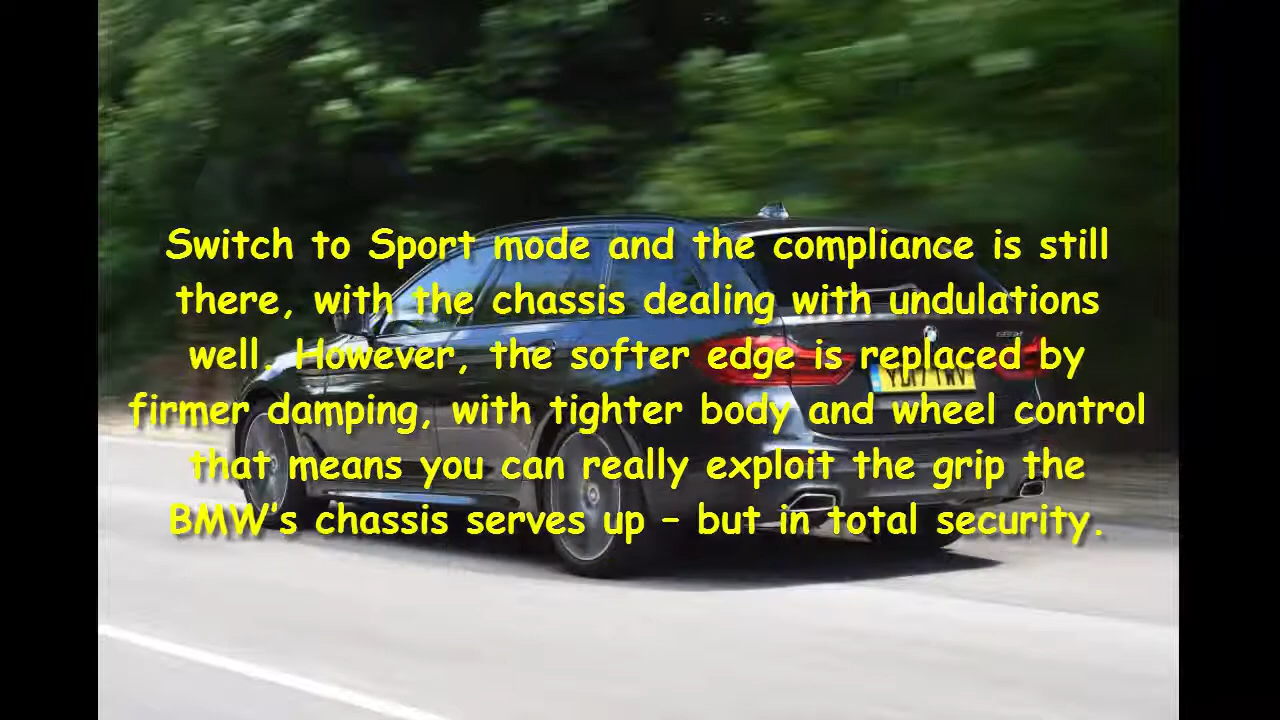 Switch to Sport mode and the compliance is still
there, with the chassis dealing with undulations
well. However, the softer edge is replaced by
firmer damping, with tighter body and wheel control
that means you can really exploit the grip the
BMW's chassis serves up – but in total security.